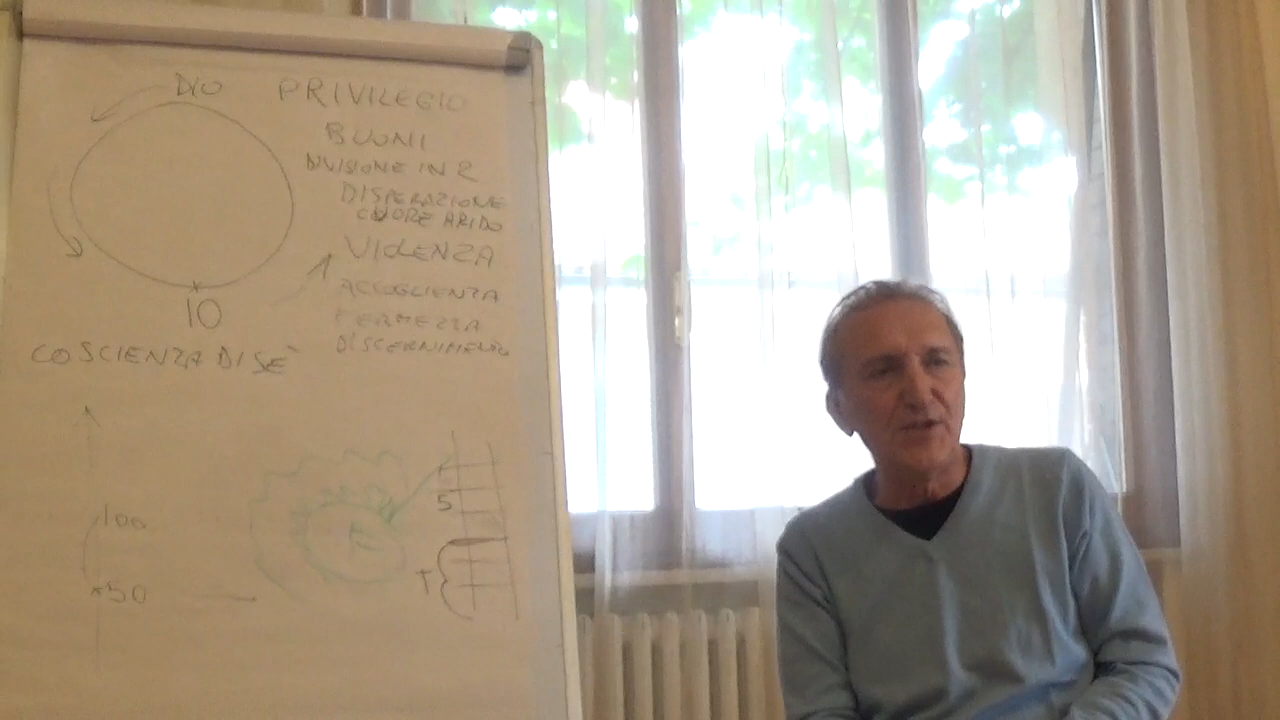 DIO
PRIVILEGIO
BUONI
DIVISIONE IN 2
DISPERAZIONE
CUORE ARIDO
VIOLENZA
ACCOGLIENZA
FERMEZZA
DISCERNIMENTO
IO
COSCIENZA DI SÈ
100
50
5
T
E